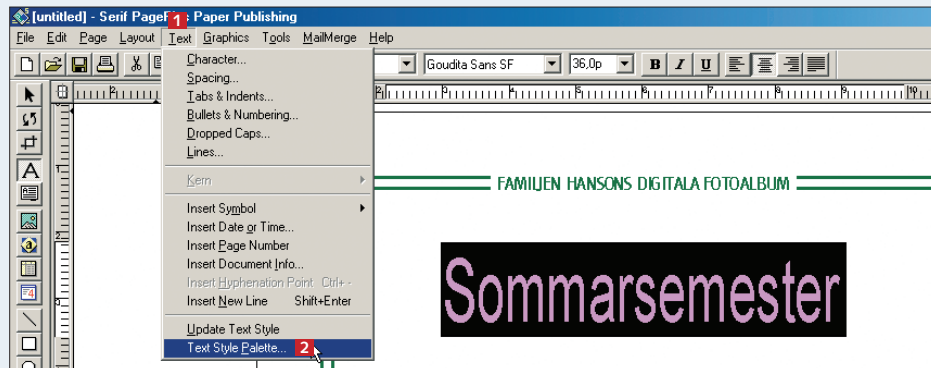 [untitled] - Serif PagePlus Paper Publishing
1
File Edit Page Layout Text Graphics Tools MailMerge Help
Goudita Sans SF 36,0p B I U
Character...
Spacing...
Tabs & Indents...
Bullets & Numbering...
Dropped Caps...
Lines...
Kern
Insert Symbol
Insert Date or Time...
Insert Page Number
Insert Document Info...
Insert Hyphenation Point Ctrl+-
Insert New Line Shift+Enter
Update Text Style
Text Style Palette... 2
FAMILJEN HANSONS DIGITALA FOTOALBUM
Sommarsemester